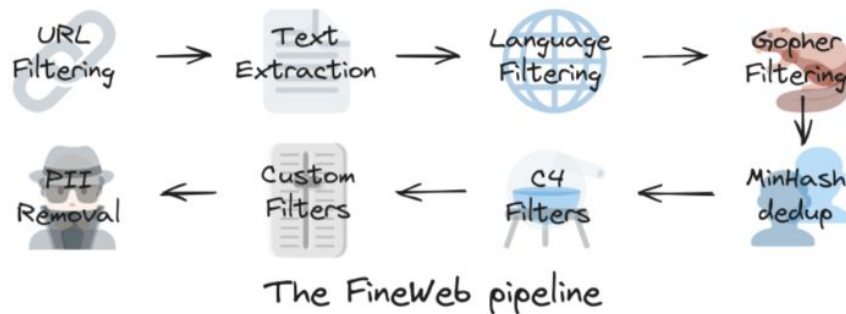 URL
Filtering
Text
Extraction
Language
Filtering
Gopher
Filtering
MinHash
dedup
C4
Filters
Custom
Filters
PII
Removal
The FineWeb pipeline